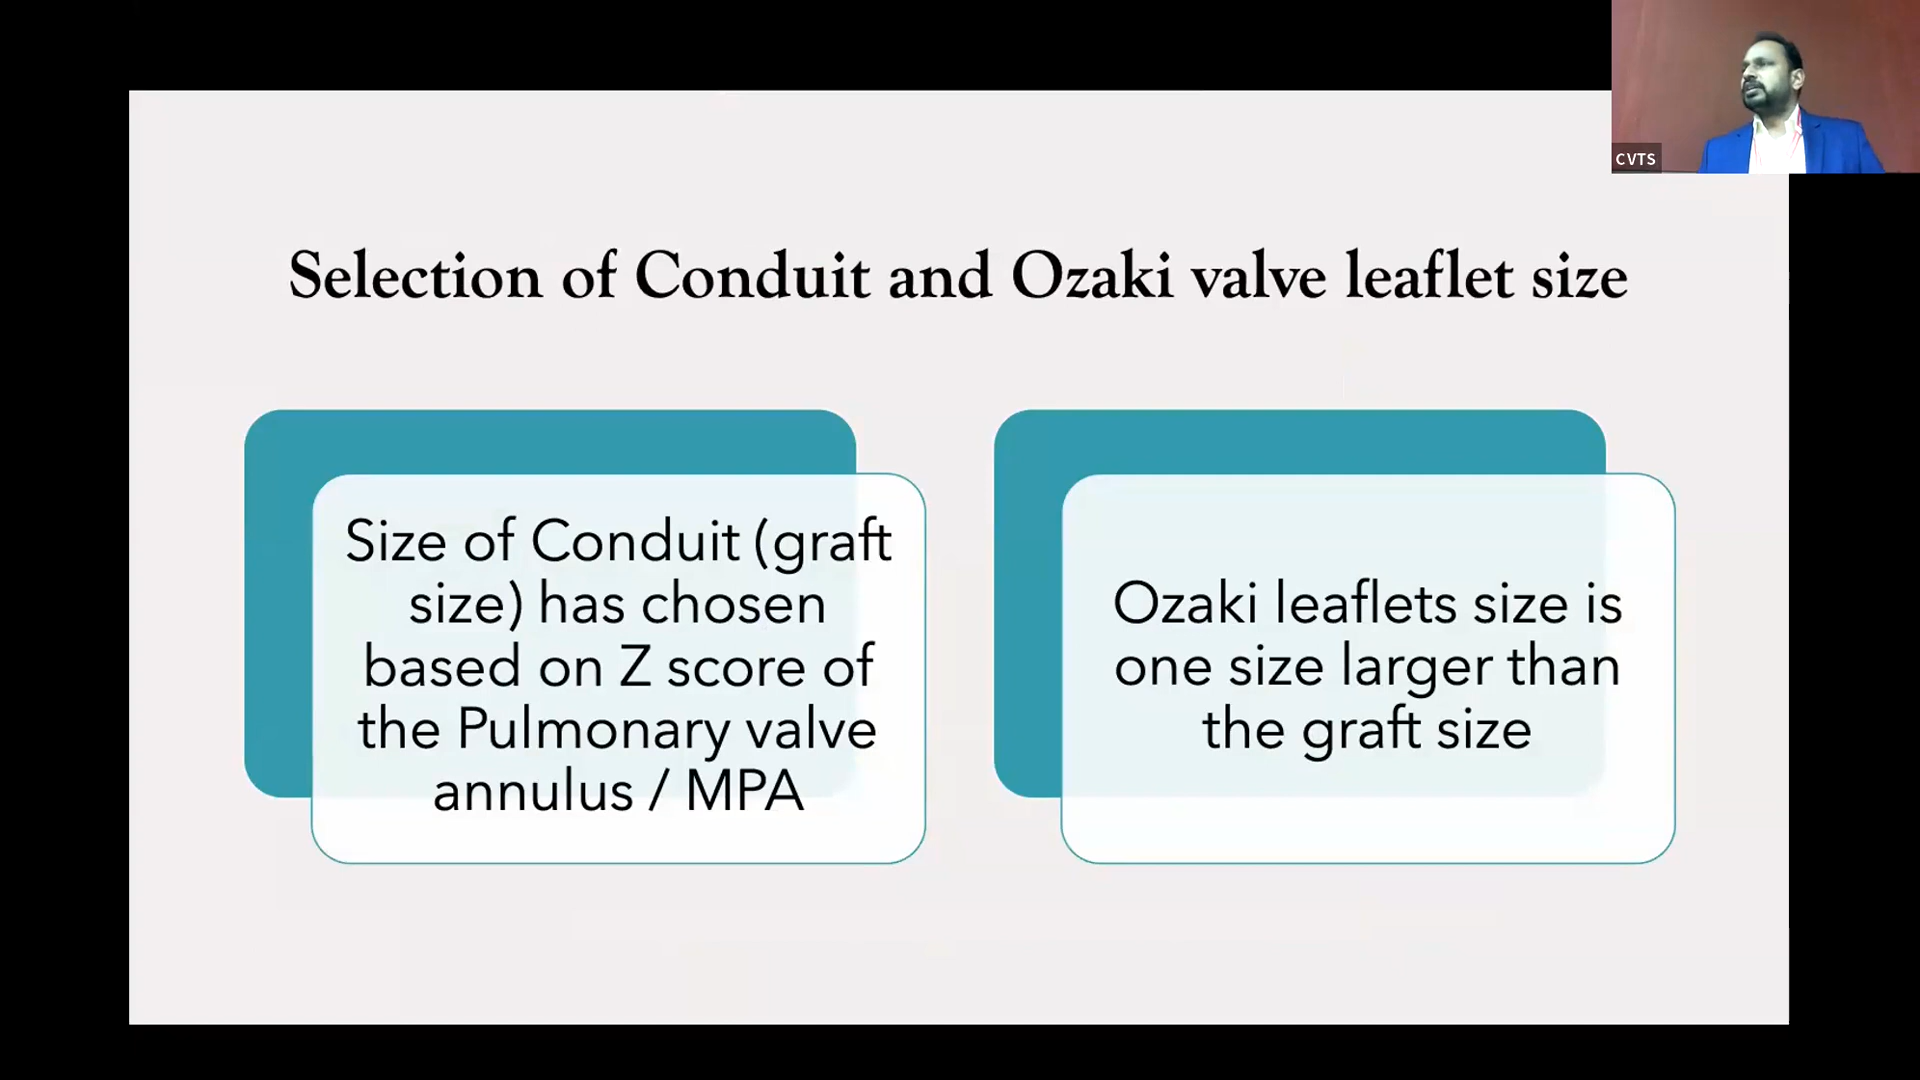 CVTS
Selection of Conduit and Ozaki valve leaflet size
Size of Conduit (graft
size) has chosen
based on Z score of
the Pulmonary valve
annulus / MPA
Ozaki leaflets size is
one size larger than
the graft size